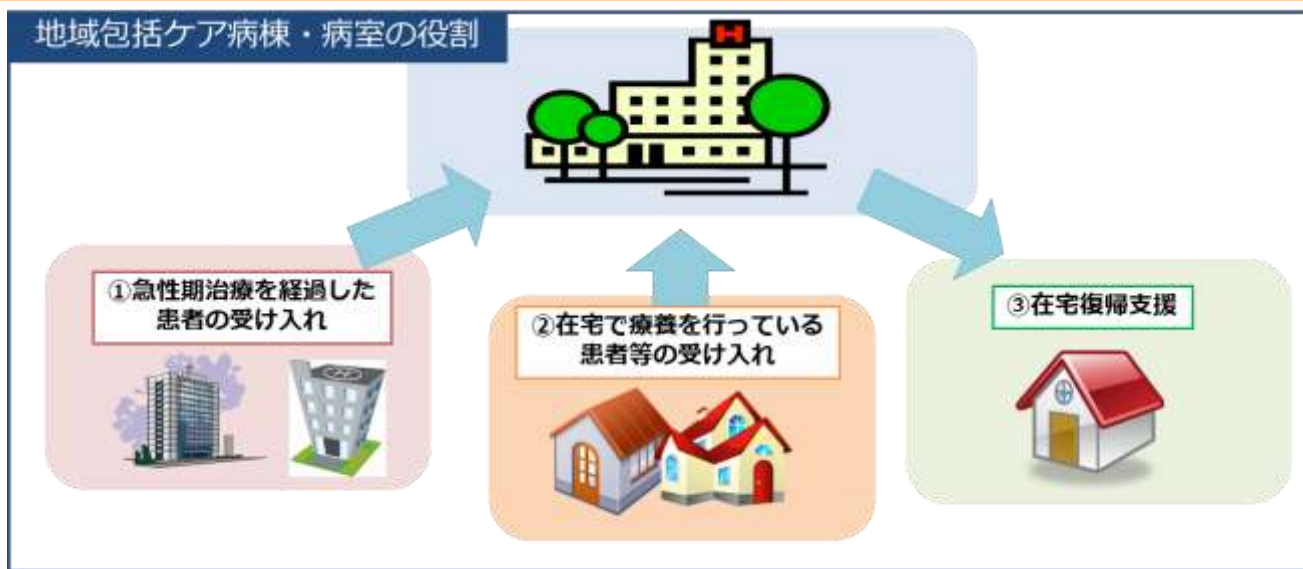 地域包括ケア病棟・病室の役割
H
①急性期治療を経過した
患者の受け入れ
②在宅で療養を行っている
患者等の受け入れ
③在宅復帰支援